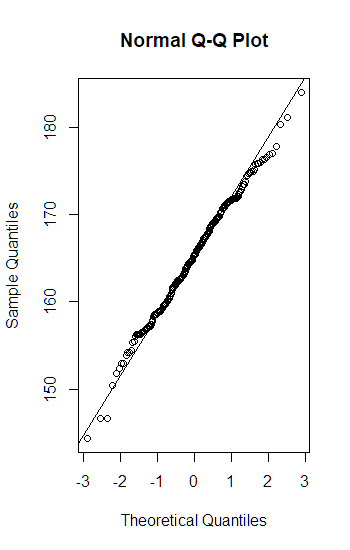 Normal Q-Q Plot
Sample Quantiles
180
170
160
150
-3 -2 -1 0 1 2 3
Theoretical Quantiles